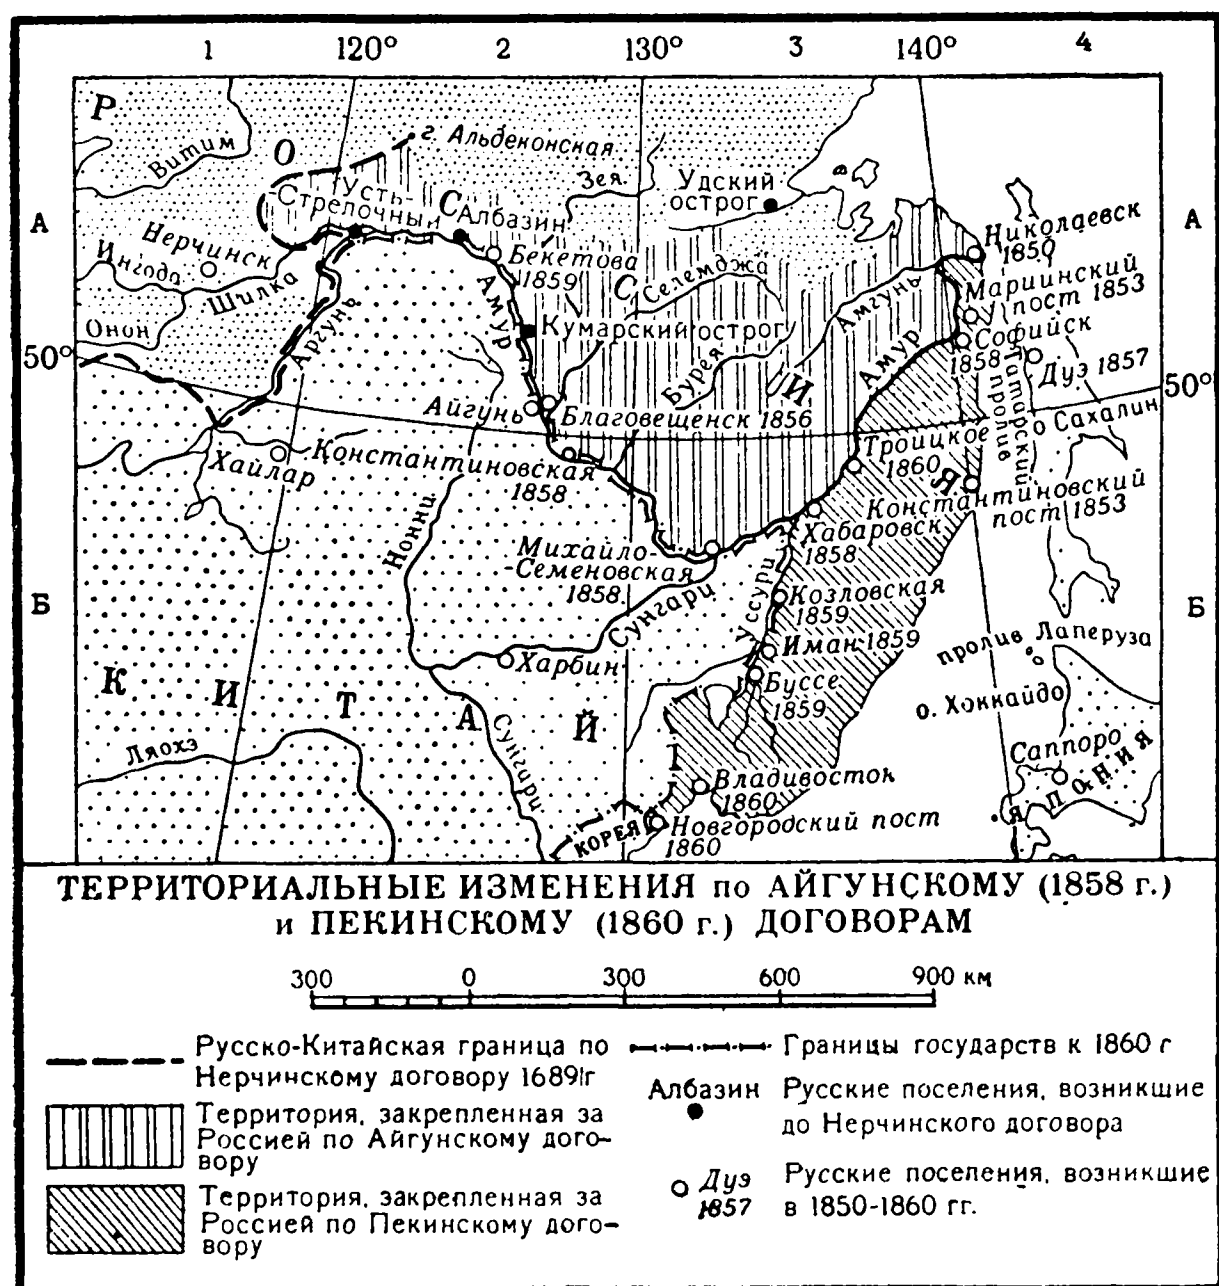 1 120° 2 130° 3 140° 4
Р
О
С
С
И
Я
г. Альдеконская
Витим
Зея
Удский
острог
Усть-
Стрелочный
Албазин
А
А
Нерчинск
Ингода
Шилка
Онон
Аргунь
Бекетова
1859
Селемджа
Амур
Кумарский острог
Бурея
Амгунь
Амур
Николаевск
1850
Мариинский
пост 1853
Софийск
1858
Дуэ 1857
Татарский
пролив
о Сахалин
50°
50°
Айгунь
Благовещенск 1856
Хайлар
Константиновская
1858
Троицкое
1860
Константиновский
пост 1853
Нонни
Хабаровск
1858
Михайло-
-Семеновская
1858
Сунгари
Уссури
Козловская
1859
Иман 1859
Буссе
1859
Б
Б
Харбин
К И Т А Й
Ляохэ
Сунгари
пролив Лаперуза
о. Хоккайдо
Саппоро
ЯПОНИЯ
Владивосток
1860
КОРЕЯ
Новгородский пост
1860
ТЕРРИТОРИАЛЬНЫЕ ИЗМЕНЕНИЯ по АЙГУНСКОМУ (1858 г.)
и ПЕКИНСКОМУ (1860 г.) ДОГОВОРАМ
300 0 300 600 900 км
Русско-Китайская граница по
Нерчинскому договору 1689 г
Территория, закрепленная за
Россией по Айгунскому дого-
вору
Территория, закрепленная за
Россией по Пекинскому дого-
вору
Границы государств к 1860 г
Албазин
Русские поселения, возникшие
до Нерчинского договора
Дуэ
1857
Русские поселения, возникшие
в 1850-1860 гг.